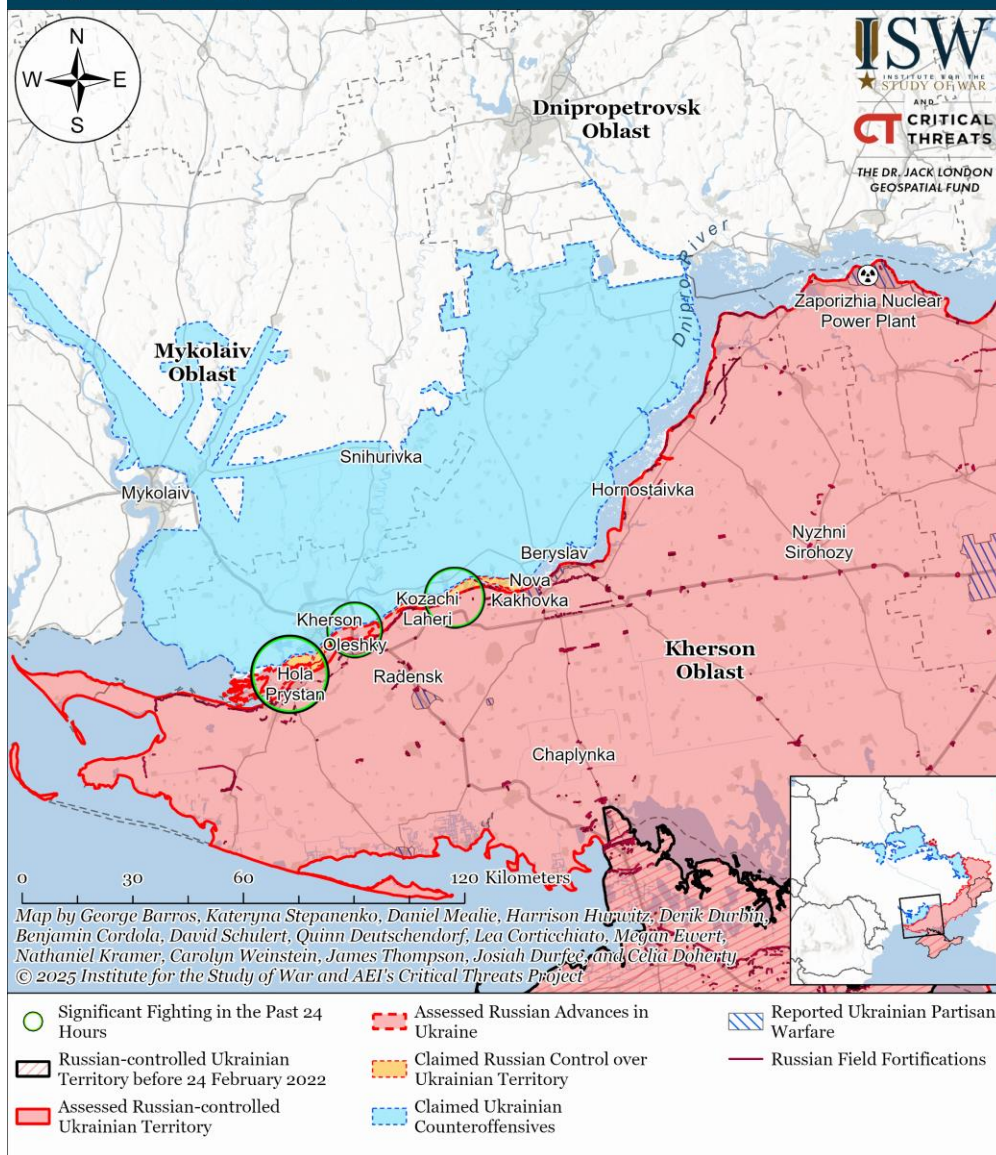 N
W E
S
ISW
INSTITUTE FOR THE
STUDY OF WAR
AND
CT CRITICAL
THREATS
THE DR. JACK LONDON
GEOSPATIAL FUND
Dnipropetrovsk
Oblast
Dnipro River
Zaporizhia Nuclear
Power Plant
Mykolaiv
Oblast
Snihurivka
Mykolaiv
Hornostaivka
Nyzhni
Sirohozy
Beryslav
Nova
Kakhovka
Kozachi
Laheri
Kherson
Oleshky
Kherson
Oblast
Hola
Prystan
Radensk
Chaplynka
0 30 60 120 Kilometers
Map by George Barros, Kateryna Stepanenko, Daniel Mealie, Harrison Hurwitz, Derik Durbin,
Benjamin Cordola, David Schulert, Quinn Deutschendorf, Lea Corticchiato, Megan Ewert,
Nathaniel Kramer, Carolyn Weinstein, James Thompson, Josiah Durfee, and Celia Doherty
© 2025 Institute for the Study of War and AEI's Critical Threats Project
Significant Fighting in the Past 24
Hours
Russian-controlled Ukrainian
Territory before 24 February 2022
Assessed Russian-controlled
Ukrainian Territory
Assessed Russian Advances in
Ukraine
Claimed Russian Control over
Ukrainian Territory
Claimed Ukrainian
Counteroffensives
Reported Ukrainian Partisan
Warfare
Russian Field Fortifications